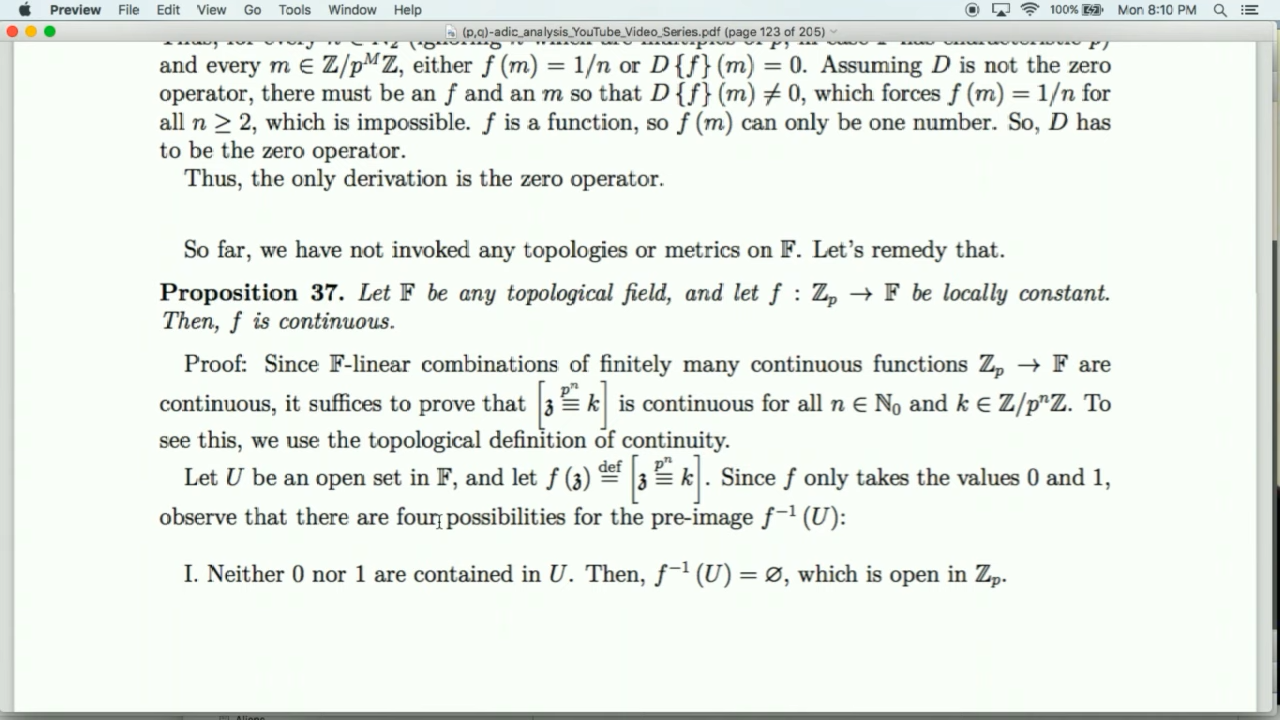 Preview File Edit View Go Tools Window Help 100% Mon 8:10 PM
(p,q)-adic_analysis_YouTube_Video_Series.pdf (page 123 of 205)
and every m ∈ ℤ/p^Mℤ, either f (m) = 1/n or D {f} (m) = 0. Assuming D is not the zero
operator, there must be an f and an m so that D {f} (m) ≠ 0, which forces f (m) = 1/n for
all n ≥ 2, which is impossible. f is a function, so f (m) can only be one number. So, D has
to be the zero operator.
Thus, the only derivation is the zero operator.
So far, we have not invoked any topologies or metrics on 𝔽. Let's remedy that.
Proposition 37. Let 𝔽 be any topological field, and let f : ℤₚ → 𝔽 be locally constant.
Then, f is continuous.
Proof: Since 𝔽-linear combinations of finitely many continuous functions ℤₚ → 𝔽 are
continuous, it suffices to prove that [𝔷 ≡^{pⁿ} k] is continuous for all n ∈ ℕ₀ and k ∈ ℤ/pⁿℤ. To
see this, we use the topological definition of continuity.
Let U be an open set in 𝔽, and let f (𝔷) =^{def} [𝔷 ≡^{pⁿ} k]. Since f only takes the values 0 and 1,
observe that there are four possibilities for the pre-image f⁻¹ (U):
I. Neither 0 nor 1 are contained in U. Then, f⁻¹ (U) = ∅, which is open in ℤₚ.